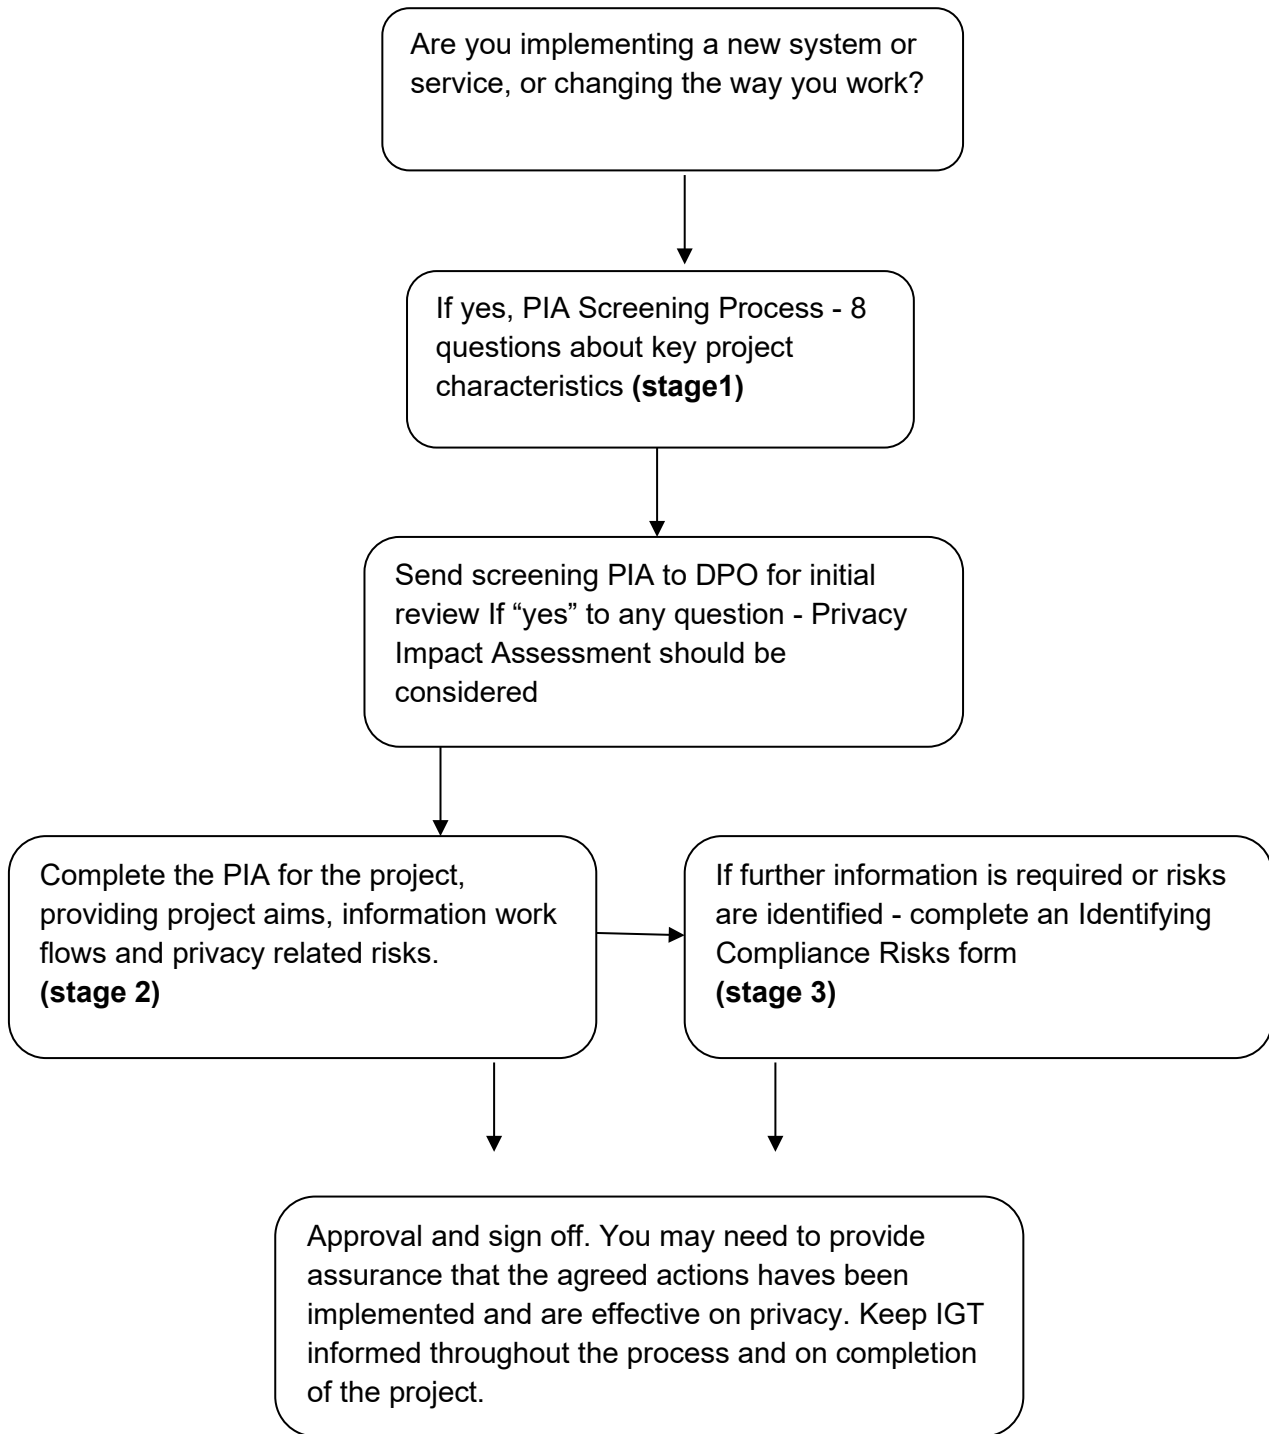 Are you implementing a new system or
service, or changing the way you work?
If yes, PIA Screening Process - 8
questions about key project
characteristics (stage1)
Send screening PIA to DPO for initial
review If “yes” to any question - Privacy
Impact Assessment should be
considered
Complete the PIA for the project,
providing project aims, information work
flows and privacy related risks.
(stage 2)
If further information is required or risks
are identified - complete an Identifying
Compliance Risks form
(stage 3)
Approval and sign off. You may need to provide
assurance that the agreed actions haves been
implemented and are effective on privacy. Keep IGT
informed throughout the process and on completion
of the project.